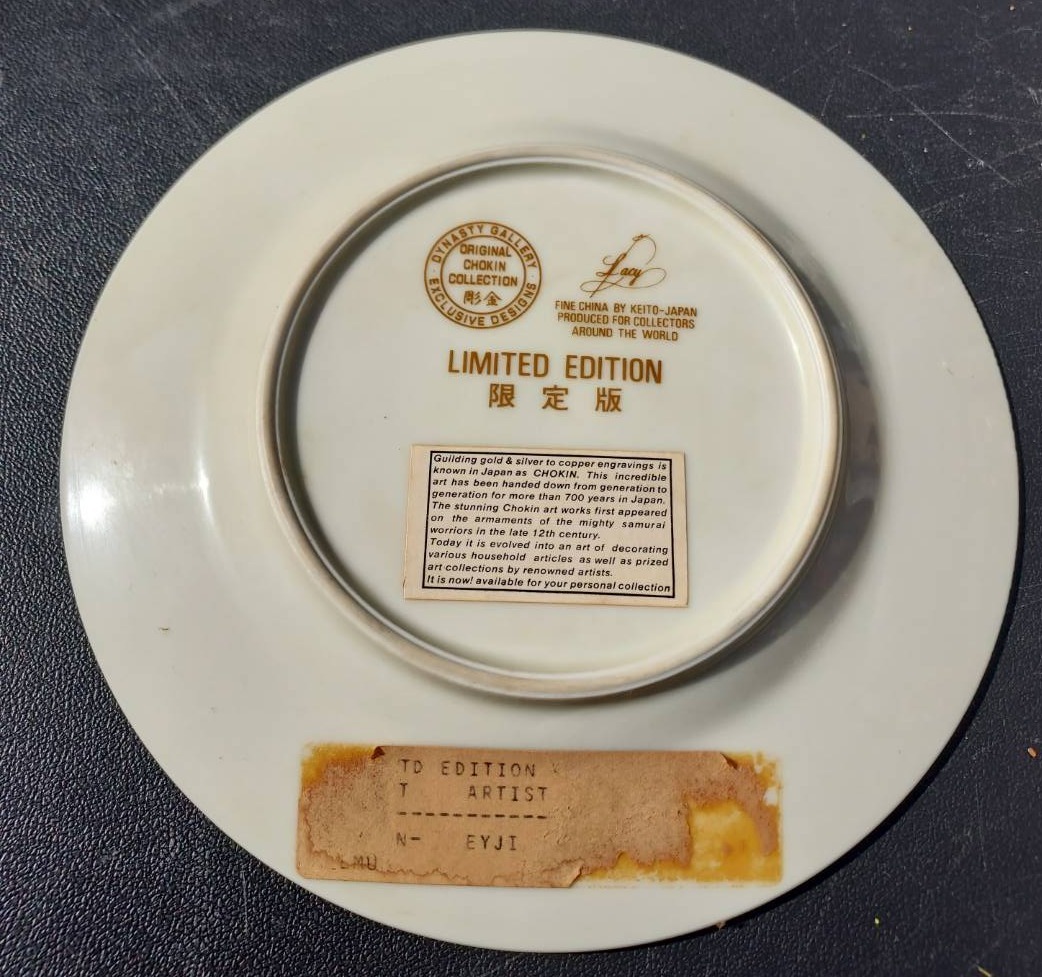 DYNASTY GALLERY
ORIGINAL
CHOKIN
COLLECTION
彫金
EXCLUSIVE DESIGNS
Lacy
FINE CHINA BY KEITO-JAPAN
PRODUCED FOR COLLECTORS
AROUND THE WORLD
LIMITED EDITION
限定版
Guilding gold & silver to copper engravings is
known in Japan as CHOKIN. This incredible
art has been handed down from generation to
generation for more than 700 years in Japan.
The stunning Chokin art works first appeared
on the armaments of the mighty samurai
worriors in the late 12th century.
Today it is evolved into an art of decorating
various household articles as well as prized
art collections by renowned artists.
It is now! available for your personal collection
TD EDITION
T ARTIST
-----------
N- EYJI